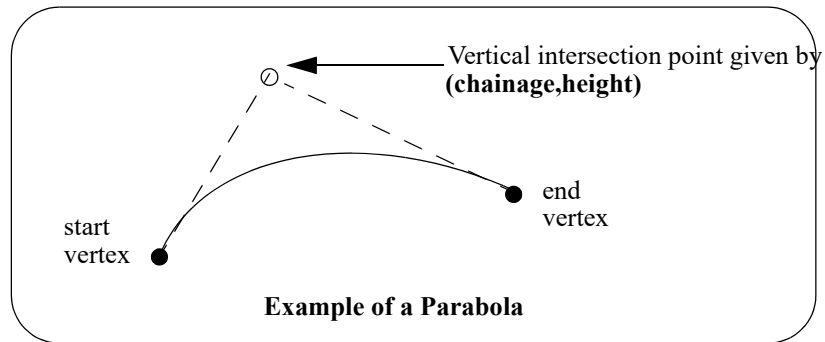 Vertical intersection point given by
(chainage,height)
end
vertex
start
vertex
Example of a Parabola